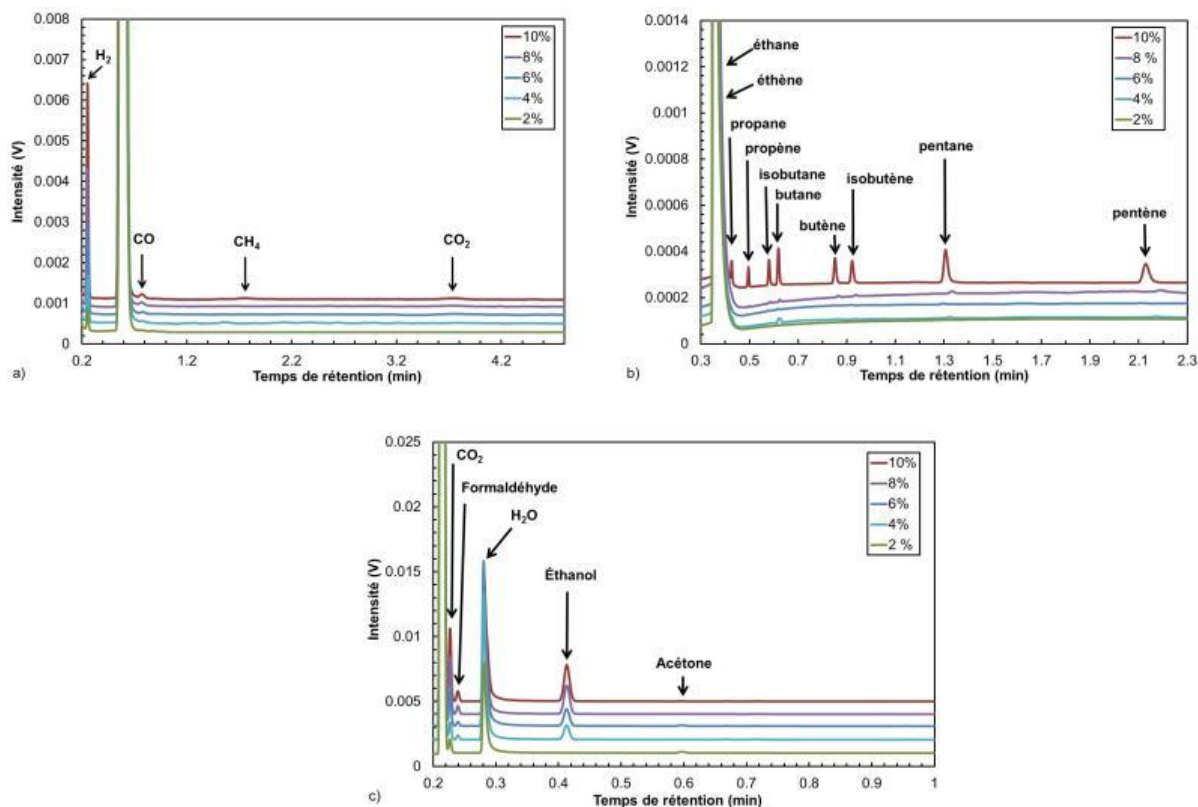 0.008
0.007
0.006
0.005
0.004
0.003
0.002
0.001
0
Intensité (V)
H2
CO
CH4
CO2
10%
8%
6%
4%
2%
0.2 1.2 2.2 3.2 4.2
Temps de rétention (min)
a)
0.0014
0.0012
0.001
0.0008
0.0006
0.0004
0.0002
0
Intensité (V)
éthane
éthène
propane
propène
isobutane
butane
butène
isobutène
pentane
pentène
10%
8 %
6%
4%
2%
0.3 0.5 0.7 0.9 1.1 1.3 1.5 1.7 1.9 2.1 2.3
Temps de rétention (min)
b)
0.025
0.02
0.015
0.01
0.005
0
Intensité (V)
CO2
Formaldéhyde
H2O
Éthanol
Acétone
10%
8%
6%
4%
2 %
0.2 0.3 0.4 0.5 0.6 0.7 0.8 0.9 1
Temps de rétention (min)
c)